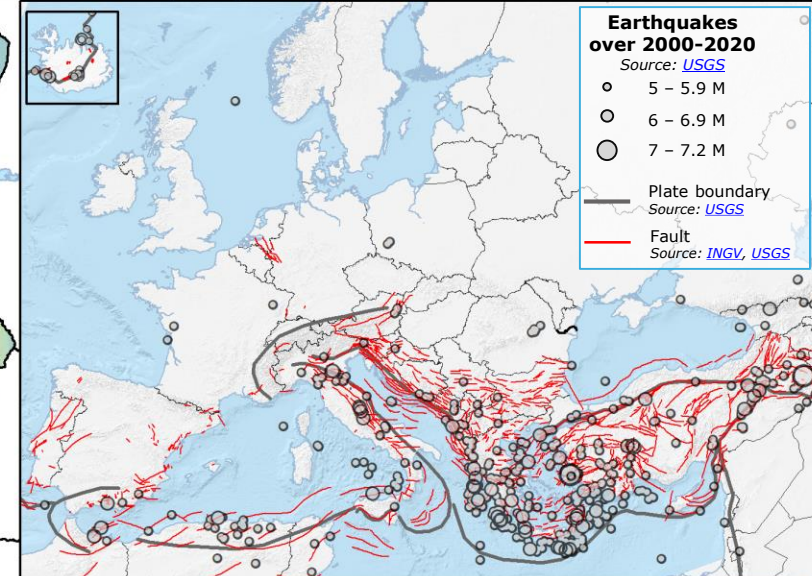 Earthquakes
over 2000-2020
Source: USGS
5 – 5.9 M
6 – 6.9 M
7 – 7.2 M
Plate boundary
Source: USGS
Fault
Source: INGV, USGS